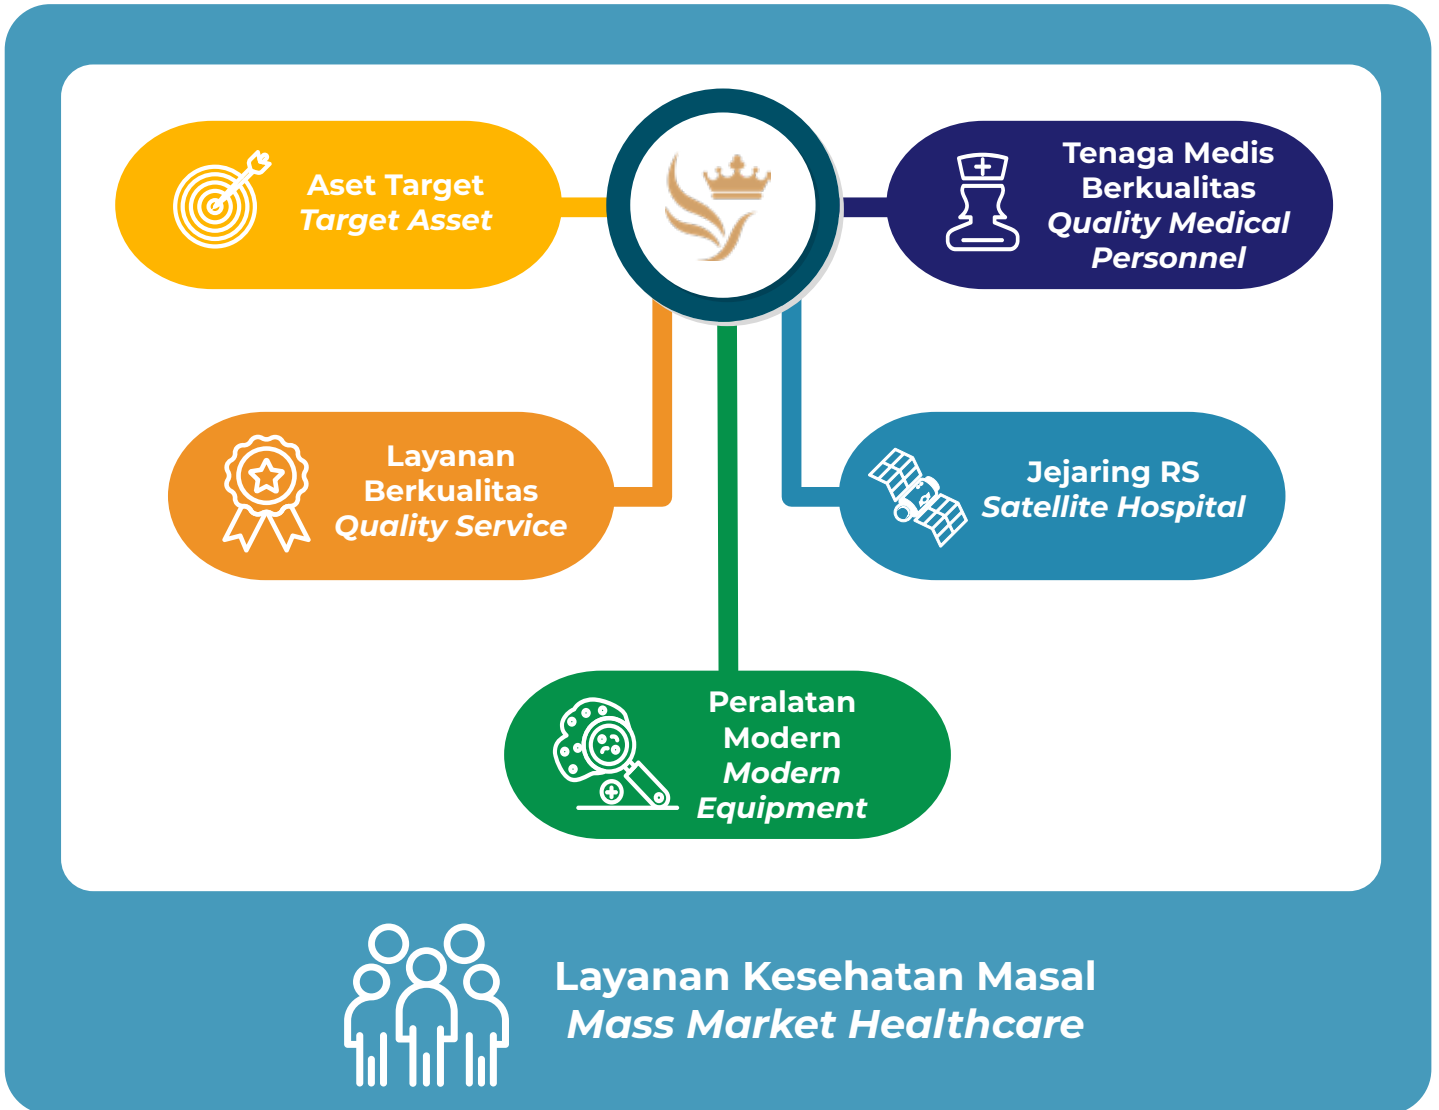 Aset Target
Target Asset
Tenaga Medis
Berkualitas
Quality Medical
Personnel
Layanan
Berkualitas
Quality Service
Jejaring RS
Satellite Hospital
Peralatan
Modern
Modern
Equipment
Layanan Kesehatan Masal
Mass Market Healthcare